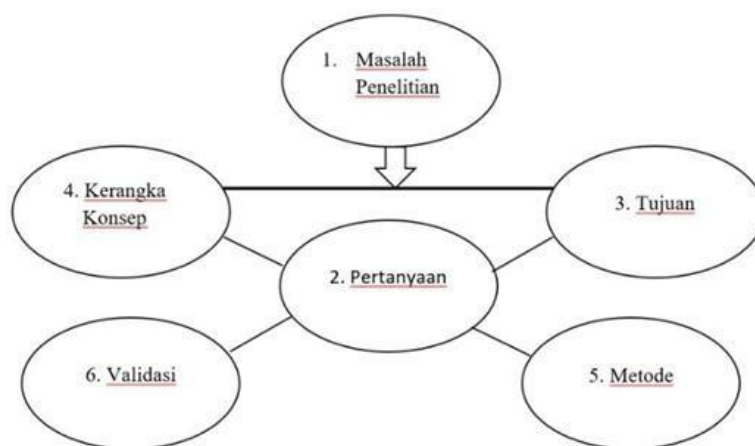 1. Masalah
Penelitian
4. Kerangka
Konsep
3. Tujuan
2. Pertanyaan
6. Validasi
5. Metode